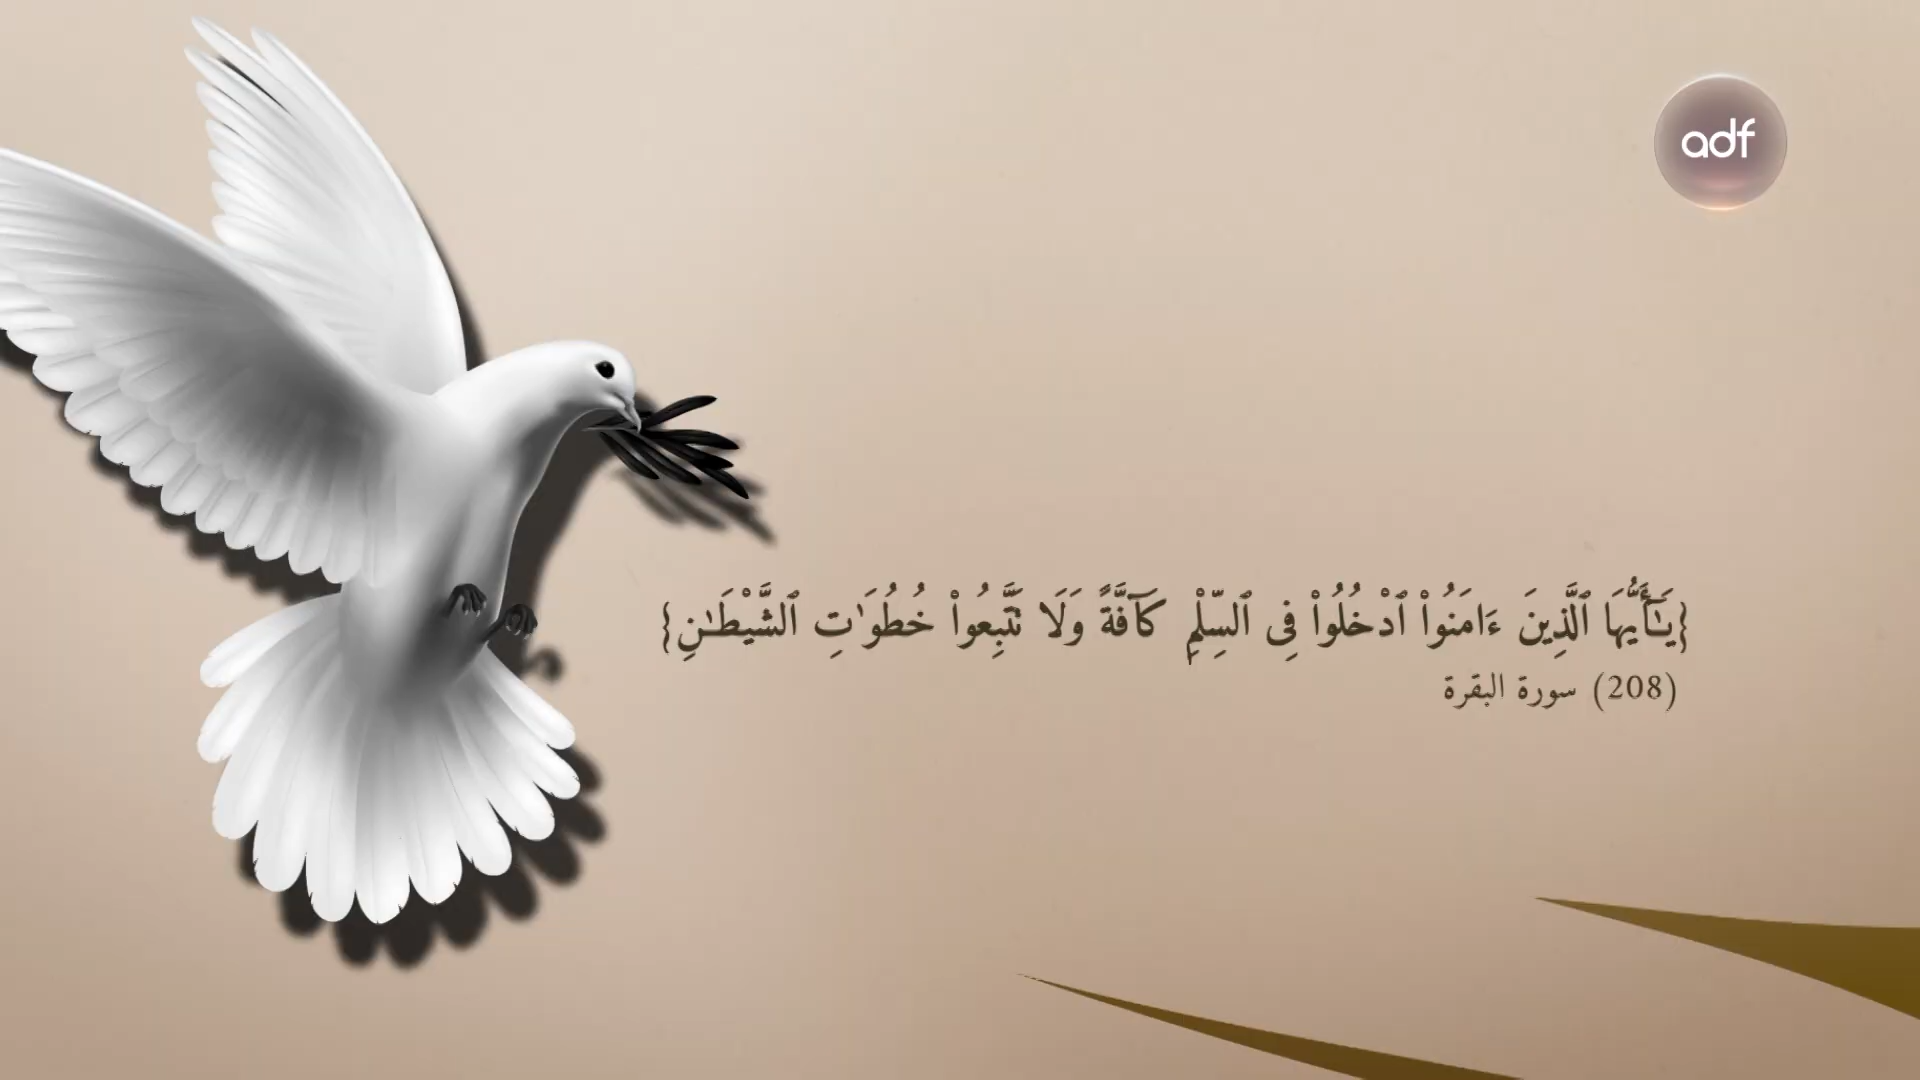 adf
{يَـٰٓأَيُّهَا ٱلَّذِينَ ءَامَنُوا۟ ٱدْخُلُوا۟ فِى ٱلسِّلْمِ كَآفَّةً وَلَا تَتَّبِعُوا۟ خُطُوَٰتِ ٱلشَّيْطَـٰنِ}
(208) سورة البقرة